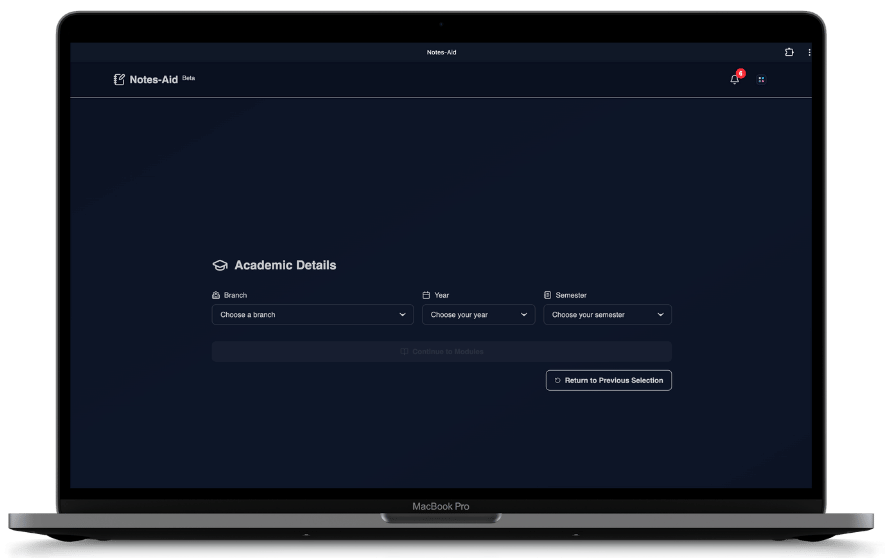 Notes-Aid
Notes-Aid Beta
6
Academic Details
Branch
Year
Semester
Choose a branch
Choose your year
Choose your semester
Continue to Modules
Return to Previous Selection
MacBook Pro